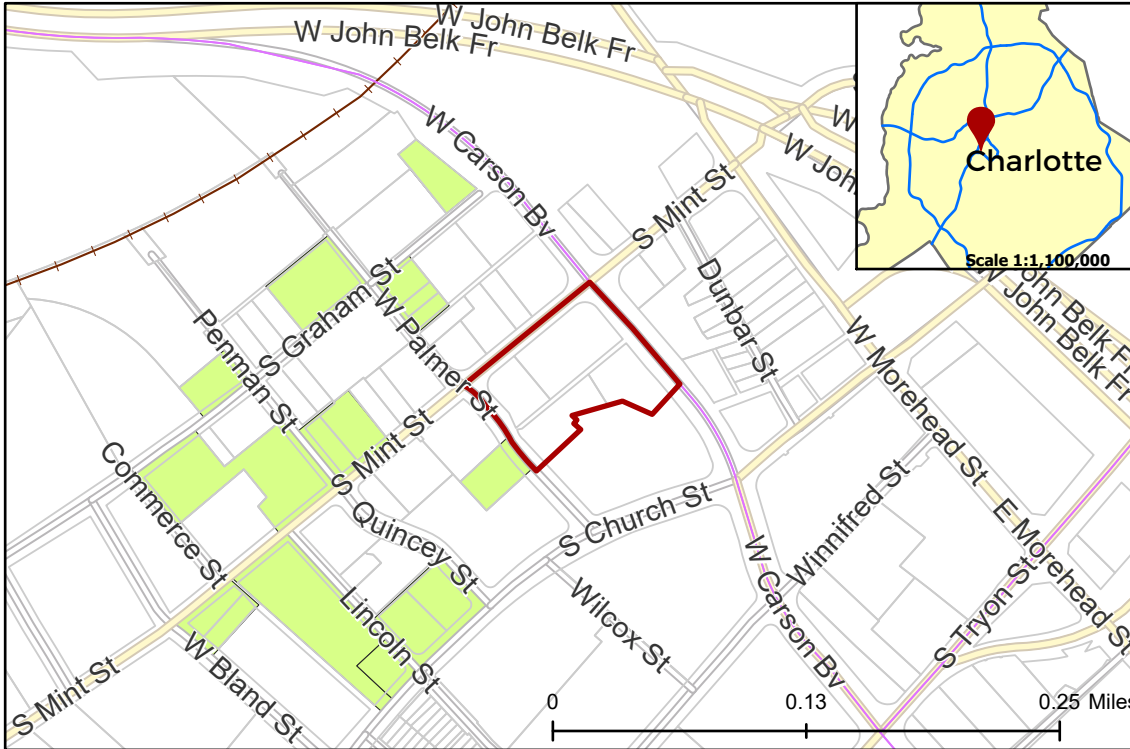 W John Belk Fr
W John Belk Fr
W Carson Bv
S Mint St
W John
Charlotte
Scale 1:1,100,000
W John Belk Fr
John Belk Fr
Dunbar St
S Graham St
W Palmer St
Penman St
W Morehead St
S Mint St
Commerce St
S Quincey St
S Church St
Winnifred St
E Morehead St
Lincoln St
Wilcox St
W Carson Bv
S Tryon St
S Mint St
W Bland St
0
0.13
0.25 Miles